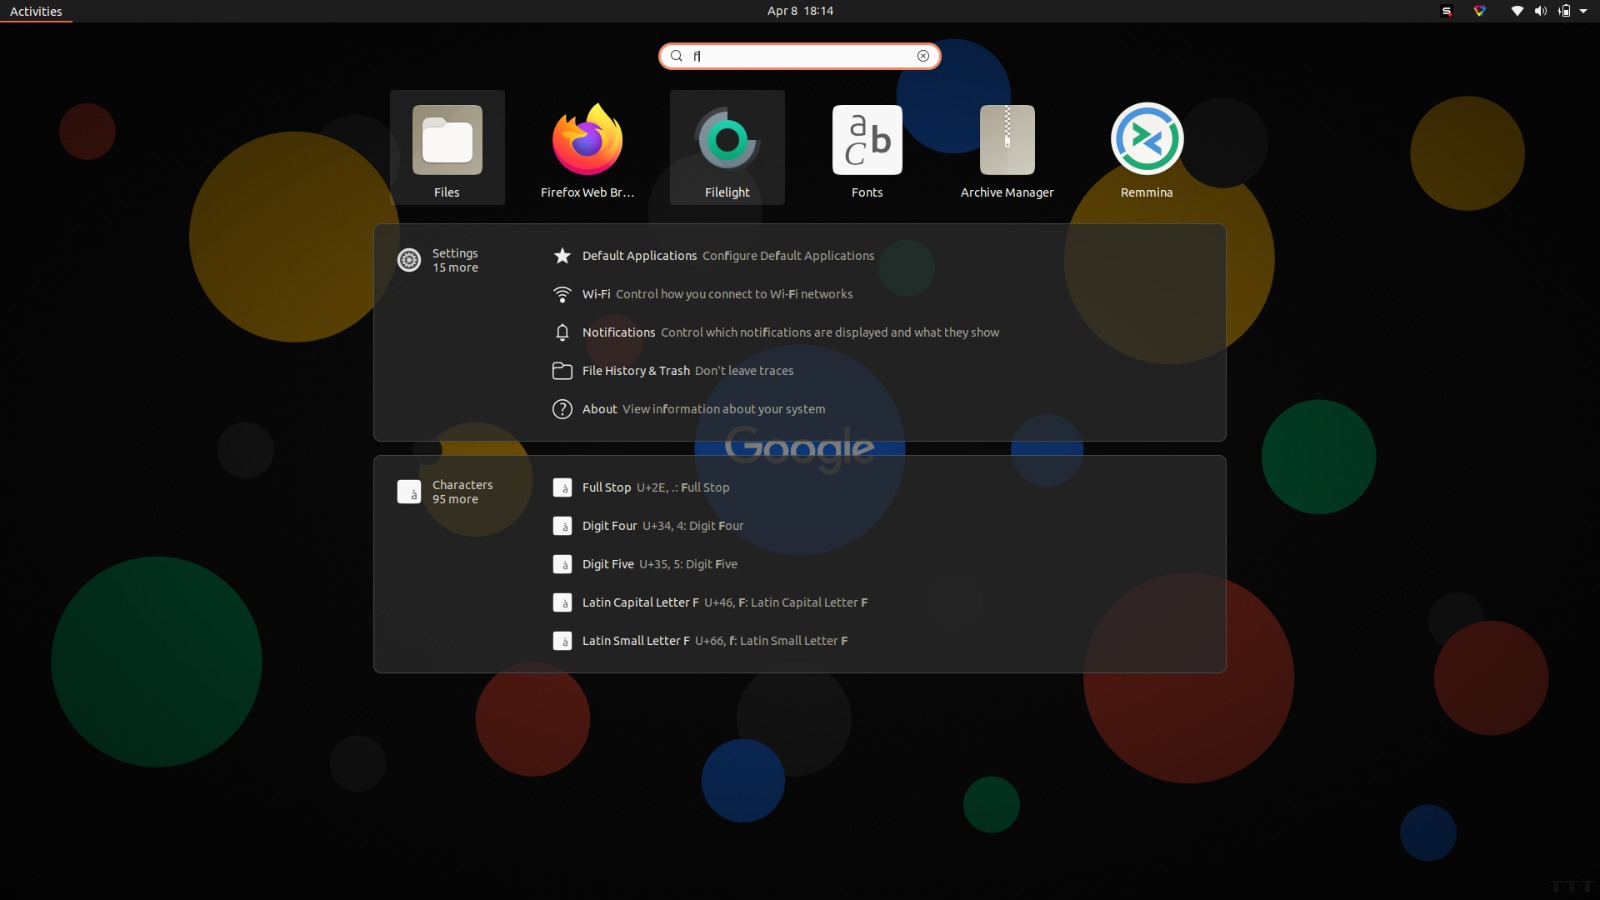 Activities
Apr 8 18:14
f
Files
Firefox Web Br...
Filelight
Fonts
Archive Manager
Remmina
Settings
15 more
Default Applications Configure Default Applications
Wi-Fi Control how you connect to Wi-Fi networks
Notifications Control which notifications are displayed and what they show
File History & Trash Don't leave traces
About View information about your system
Google
Characters
95 more
Full Stop U+2E, .: Full Stop
Digit Four U+34, 4: Digit Four
Digit Five U+35, 5: Digit Five
Latin Capital Letter F U+46, F: Latin Capital Letter F
Latin Small Letter F U+66, f: Latin Small Letter F